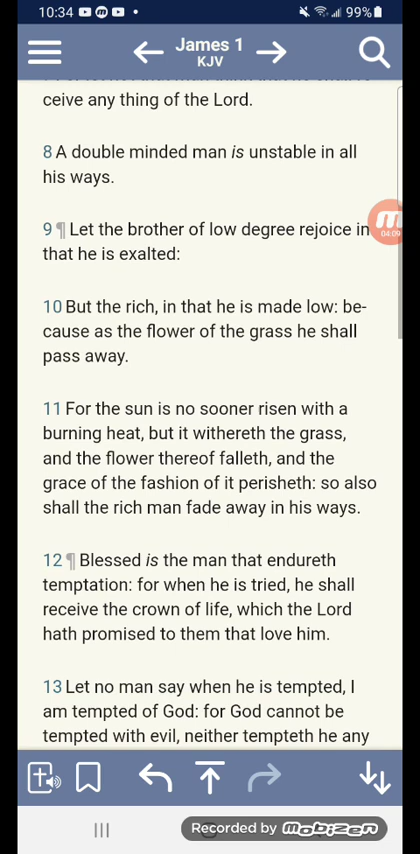 10:34 99%
James 1
KJV
ceive any thing of the Lord.
8 A double minded man is unstable in all
his ways.
9 ¶ Let the brother of low degree rejoice in
that he is exalted:
04:09
10 But the rich, in that he is made low: be-
cause as the flower of the grass he shall
pass away.
11 For the sun is no sooner risen with a
burning heat, but it withereth the grass,
and the flower thereof falleth, and the
grace of the fashion of it perisheth: so also
shall the rich man fade away in his ways.
12 ¶ Blessed is the man that endureth
temptation: for when he is tried, he shall
receive the crown of life, which the Lord
hath promised to them that love him.
13 Let no man say when he is tempted, I
am tempted of God: for God cannot be
tempted with evil, neither tempteth he any
Recorded by mobizen